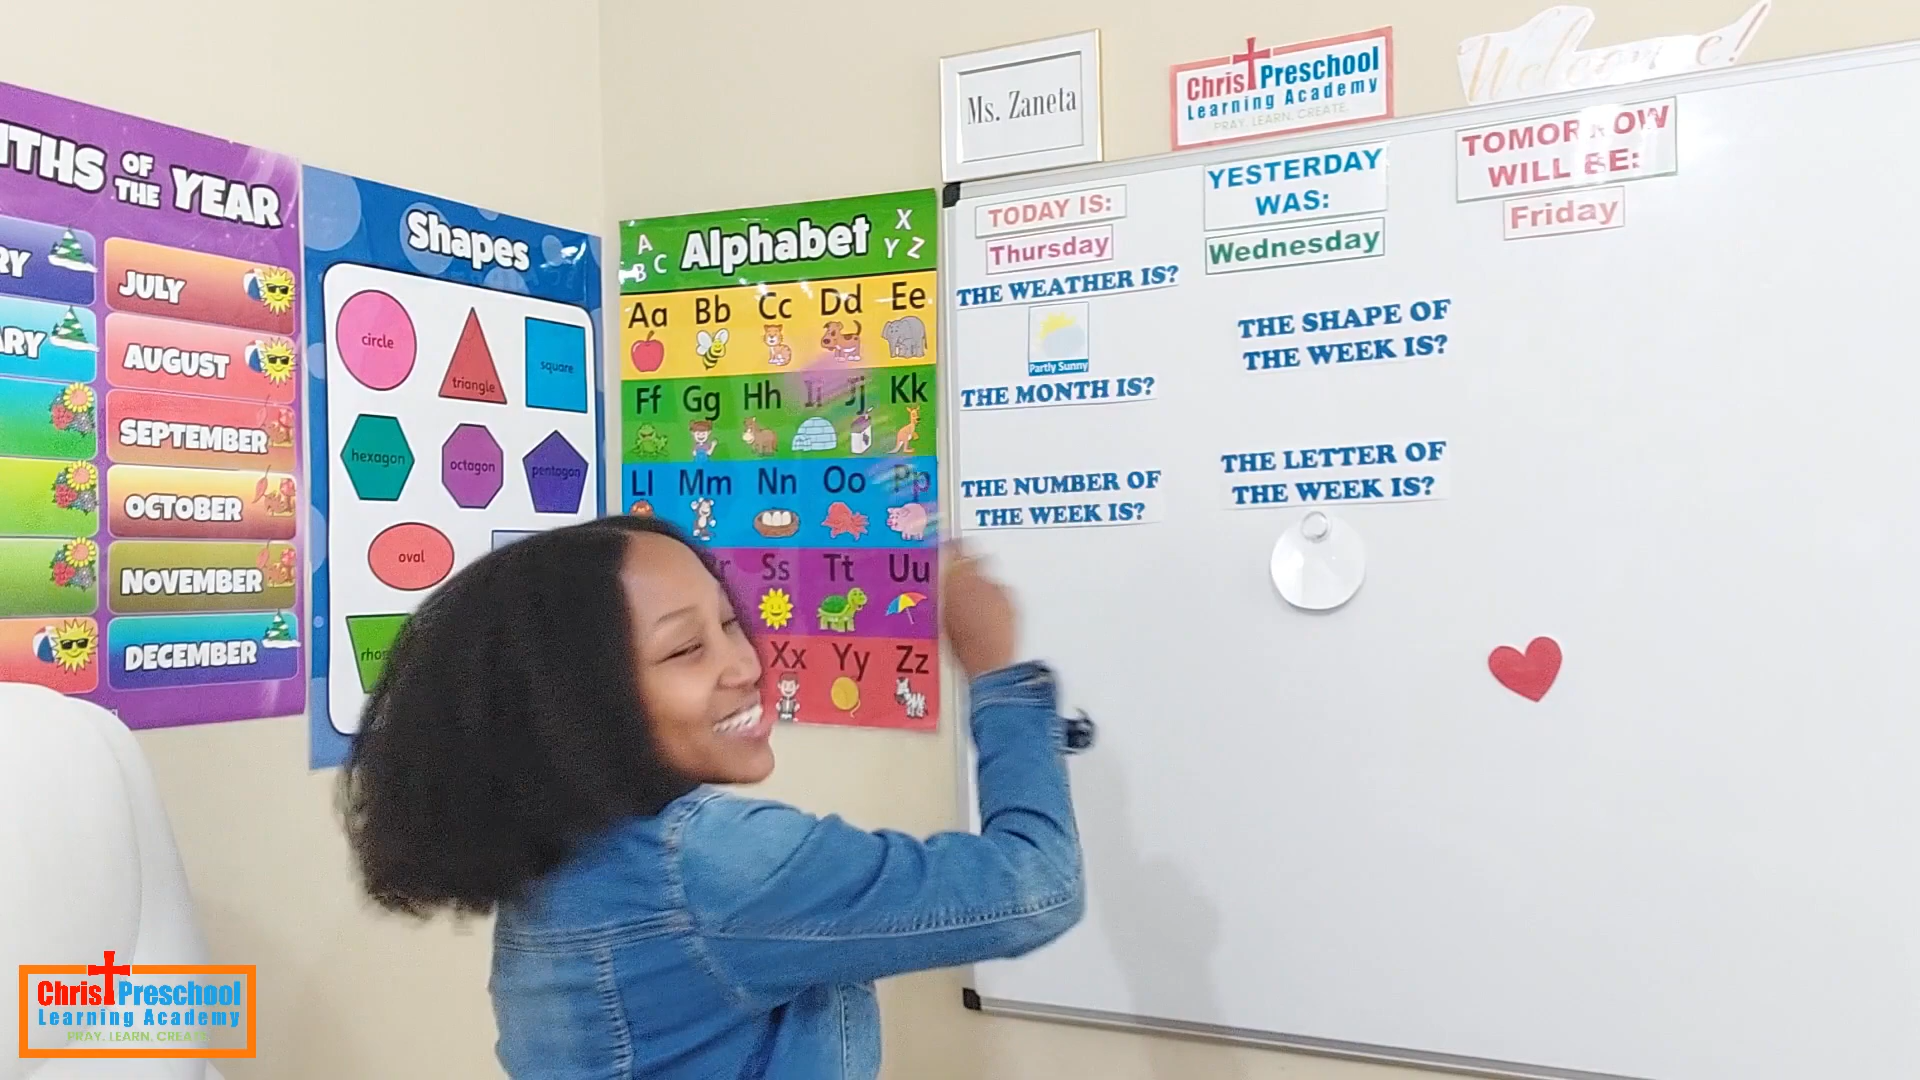 NTHS OF THE YEAR
RY
ARY
JULY
AUGUST
SEPTEMBER
OCTOBER
NOVEMBER
DECEMBER
Shapes
circle
triangle
square
hexagon
octagon
pentagon
oval
A B C
Alphabet
X Y Z
Aa Bb Cc Dd Ee
Ff Gg Hh Ii Jj Kk
Ll Mm Nn Oo Pp
Ss Tt Uu
Xx Yy Zz
Ms. Zaneta
Christ Preschool
Learning Academy
PRAY. LEARN. CREATE.
Welcome!
TODAY IS:
Thursday
YESTERDAY
WAS:
Wednesday
TOMORROW
WILL BE:
Friday
THE WEATHER IS?
Partly Sunny
THE MONTH IS?
THE NUMBER OF
THE WEEK IS?
THE SHAPE OF
THE WEEK IS?
THE LETTER OF
THE WEEK IS?
Christ Preschool
Learning Academy
PRAY. LEARN. CREATE.